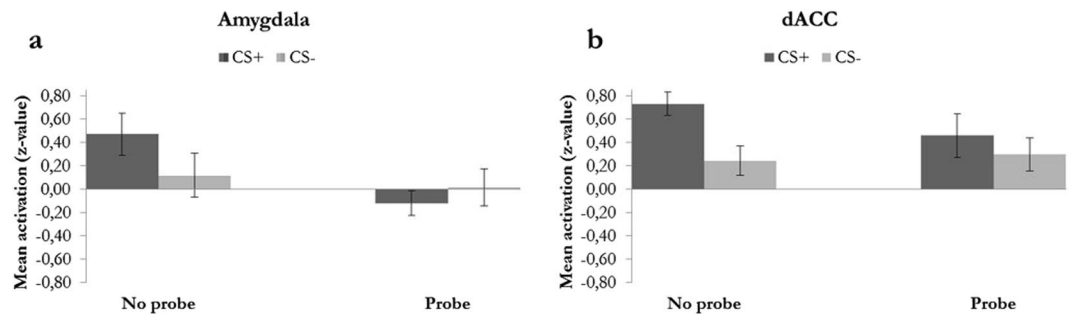 Amygdala
a
CS+ CS-
Mean activation (z-value)
0,80
0,60
0,40
0,20
0,00
-0,20
-0,40
-0,60
-0,80
No probe Probe
dACC
b
CS+ CS-
Mean activation (z-value)
0,80
0,60
0,40
0,20
0,00
-0,20
-0,40
-0,60
-0,80
No probe Probe